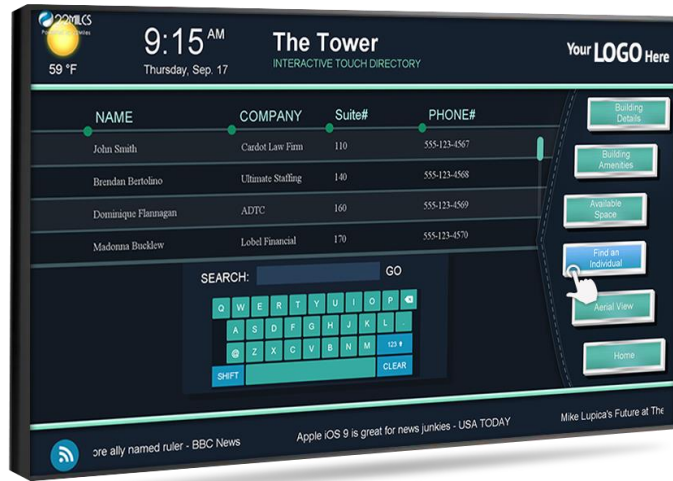 22MILES
59 °F
9:15 AM
Thursday, Sep. 17
The Tower
INTERACTIVE TOUCH DIRECTORY
Your LOGO Here
NAME COMPANY Suite# PHONE#
John Smith Cardot Law Firm 110 555-123-4567
Brendan Bertolino Ultimate Staffing 140 555-123-4568
Dominique Flannagan ADTC 160 555-123-4569
Madonna Bucklew Lobel Financial 170 555-123-4570
Building
Details
Building
Amenities
Available
Space
Find an
Individual
Aerial View
Home
SEARCH: GO
Q W E R T Y U I O P
A S D F G H J K L .
@ Z X C V B N M 123
SHIFT CLEAR
ore ally named ruler - BBC News Apple iOS 9 is great for news junkies - USA TODAY Mike Lupica's Future at The